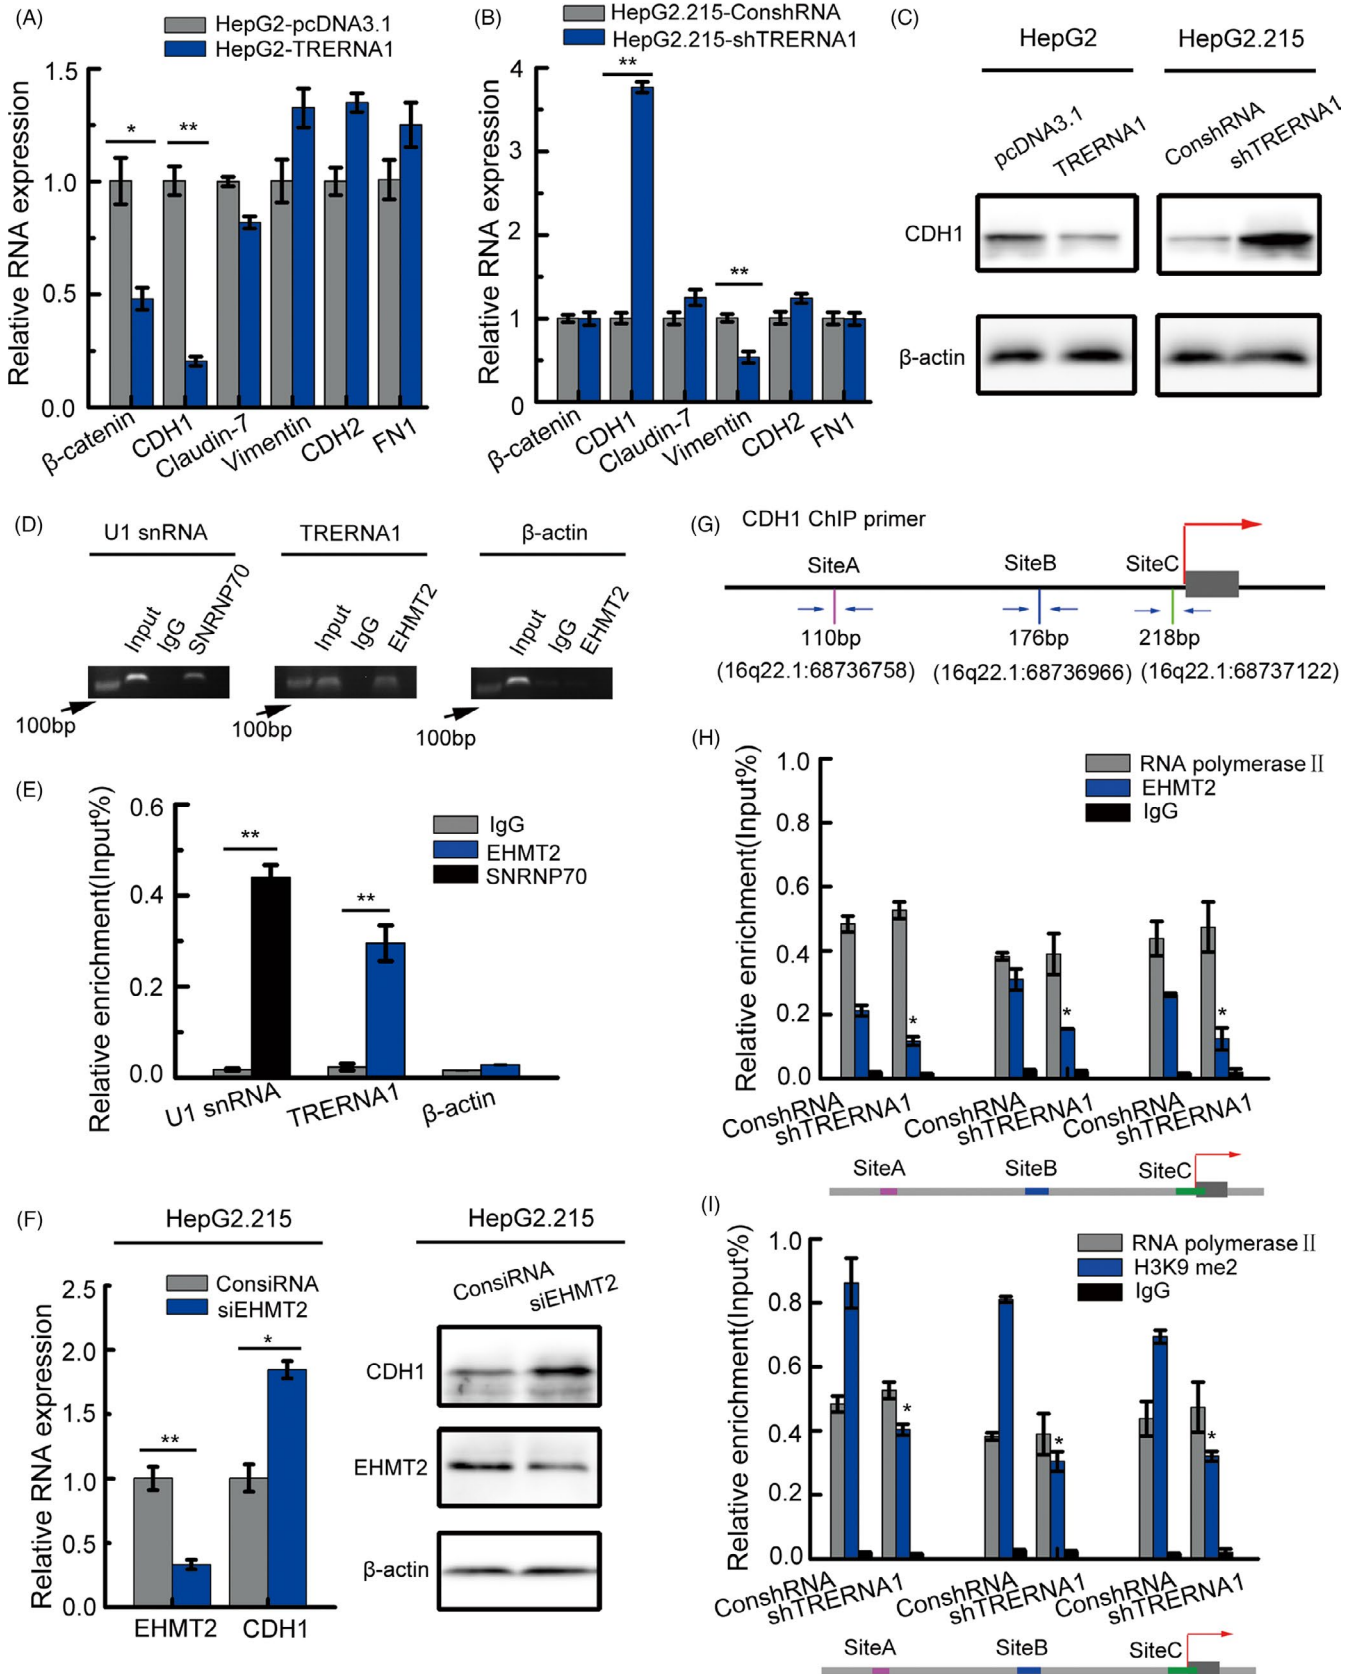 (A)
HepG2-pcDNA3.1
HepG2-TRERNA1
Relative RNA expression
1.5
1.0
0.5
0.0
*
**
β-catenin
CDH1
Claudin-7
Vimentin
CDH2
FN1
(B)
HepG2.215-ConshRNA
HepG2.215-shTRERNA1
Relative RNA expression
4
3
2
1
0
**
**
β-catenin
CDH1
Claudin-7
Vimentin
CDH2
FN1
(C)
HepG2
HepG2.215
pcDNA3.1
TRERNA1
ConshRNA
shTRERNA1
CDH1
β-actin
(D)
U1 snRNA
TRERNA1
β-actin
Input
IgG
SNRNP70
Input
IgG
EHMT2
Input
IgG
EHMT2
100bp
100bp
100bp
(E)
Relative enrichment(Input%)
0.6
0.4
0.2
0.0
**
**
IgG
EHMT2
SNRNP70
U1 snRNA
TRERNA1
β-actin
(F)
HepG2.215
ConsiRNA
siEHMT2
Relative RNA expression
2.5
2.0
1.5
1.0
0.5
0.0
**
*
EHMT2
CDH1
HepG2.215
ConsiRNA
siEHMT2
CDH1
EHMT2
β-actin
(G)
CDH1 ChIP primer
SiteA
SiteB
SiteC
110bp
176bp
218bp
(16q22.1:68736758)
(16q22.1:68736966)
(16q22.1:68737122)
(H)
Relative enrichment(Input%)
1.0
0.8
0.6
0.4
0.2
0.0
RNA polymerase II
EHMT2
IgG
*
*
*
ConshRNA
shTRERNA1
ConshRNA
shTRERNA1
ConshRNA
shTRERNA1
SiteA
SiteB
SiteC
(I)
Relative enrichment(Input%)
1.0
0.8
0.6
0.4
0.2
0.0
RNA polymerase II
H3K9 me2
IgG
*
*
*
ConshRNA
shTRERNA1
ConshRNA
shTRERNA1
ConshRNA
shTRERNA1
SiteA
SiteB
SiteC